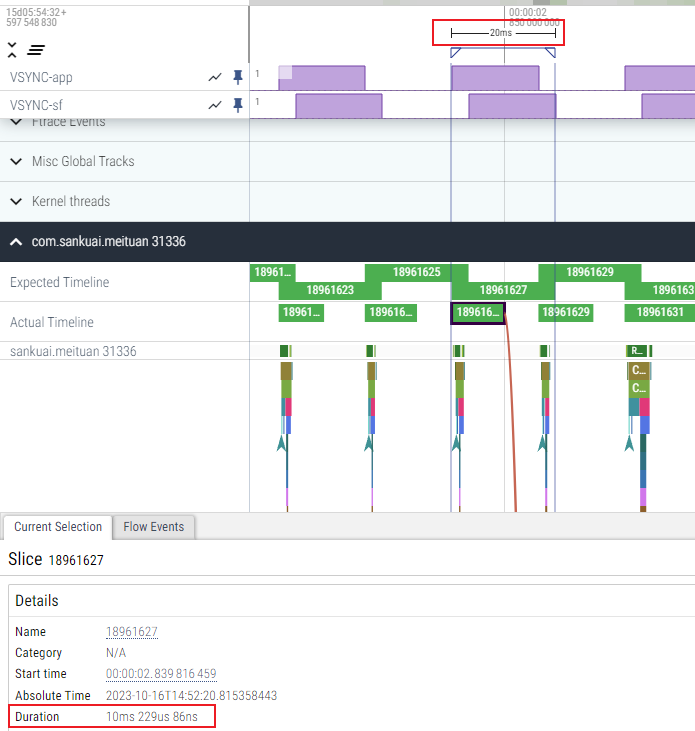 15d05:54:32 +
597 548 830
00:00:02
850 000 000
20ms
VSYNC-app
1
VSYNC-sf
1
Ftrace Events
Misc Global Tracks
Kernel threads
com.sankuai.meituan 31336
Expected Timeline
18961...
18961625
18961629
18961623
18961627
1896163
Actual Timeline
18961...
189616...
189616...
18961629
18961631
sankuai.meituan 31336
R...
C...
C...
Current Selection
Flow Events
Slice 18961627
Details
Name 18961627
Category N/A
Start time 00:00:02.839 816 459
Absolute Time 2023-10-16T14:52:20.815358443
Duration 10ms 229us 86ns